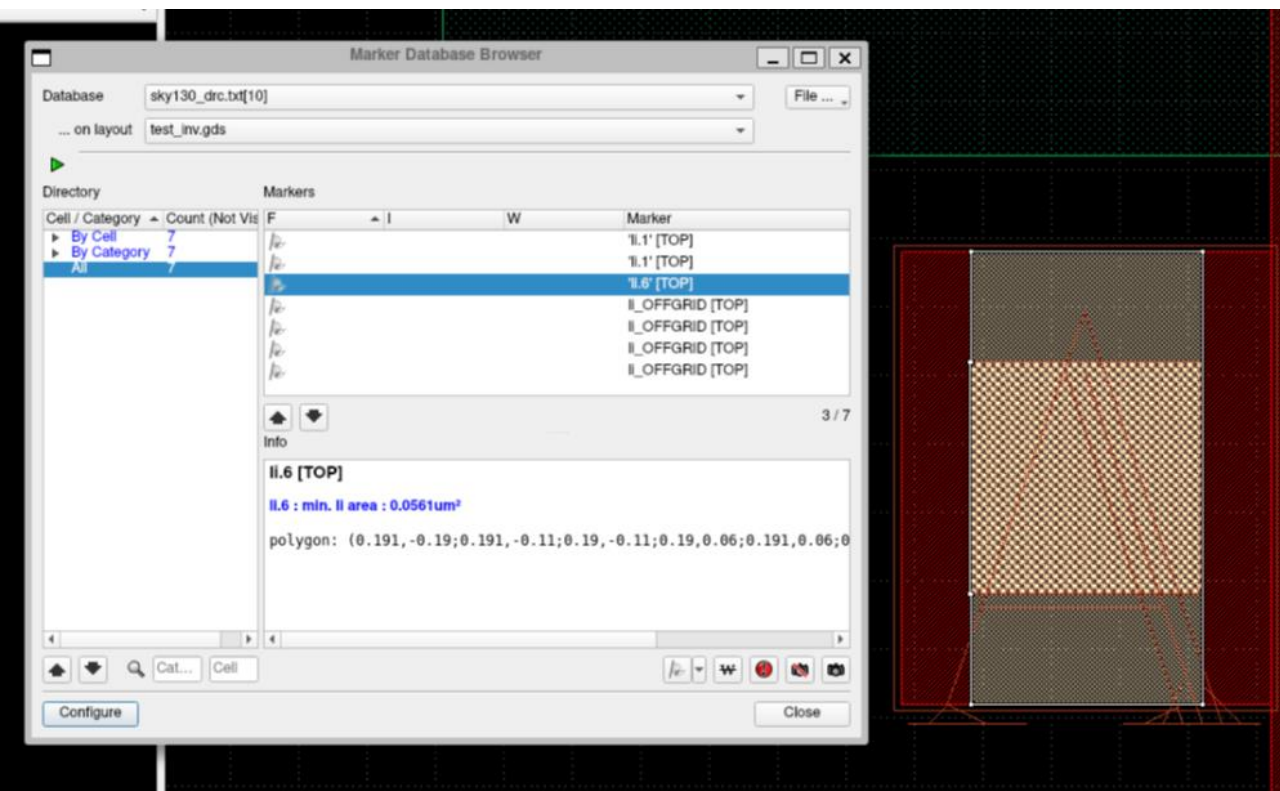 Marker Database Browser
Database sky130_drc.txt[10] File ...
... on layout test_inv.gds
Directory Markers
Cell / Category Count (Not Vis F I W Marker
By Cell 7
By Category 7
All 7
'li.1' [TOP]
'li.1' [TOP]
'li.6' [TOP]
li_OFFGRID [TOP]
li_OFFGRID [TOP]
li_OFFGRID [TOP]
li_OFFGRID [TOP]
3 / 7
Info
li.6 [TOP]
li.6 : min. li area : 0.0561um²
polygon: (0.191,-0.19;0.191,-0.11;0.19,-0.11;0.19,0.06;0.191,0.06;0
Cat... Cell W
Configure Close
A